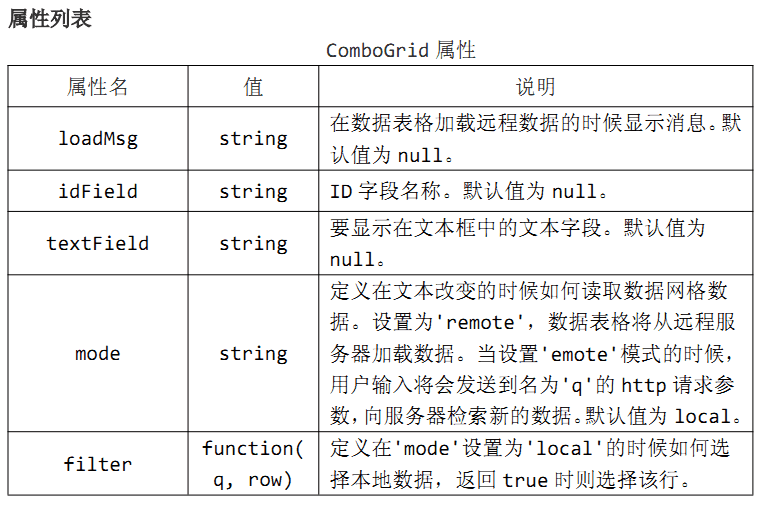 属性列表
ComboGrid 属性
属性名 值 说明
loadMsg string 在数据表格加载远程数据的时候显示消息。默
认值为 null。
idField string ID 字段名称。默认值为 null。
textField string 要显示在文本框中的文本字段。默认值为
null。
mode string 定义在文本改变的时候如何读取数据网格数
据。设置为'remote'，数据表格将从远程服
务器加载数据。当设置'emote'模式的时候，
用户输入将会发送到名为'q'的 http 请求参
数，向服务器检索新的数据。默认值为 local。
filter function(
q, row) 定义在'mode'设置为'local'的时候如何选
择本地数据，返回 true 时则选择该行。